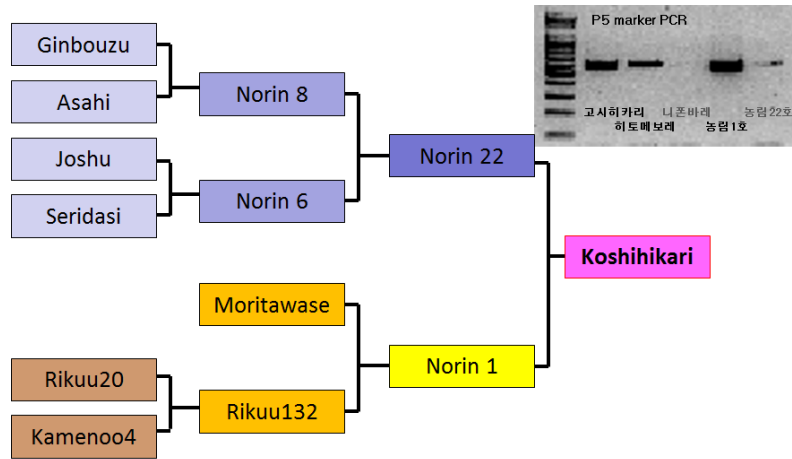 Ginbouzu
Asahi
Norin 8
Joshu
Seridasi
Norin 6
Norin 22
Koshihikari
Moritawase
Norin 1
Rikuu20
Kamenoo4
Rikuu132
P5 marker PCR
고시히카리
니폰바레
농림22호
히토메보레
농림1호